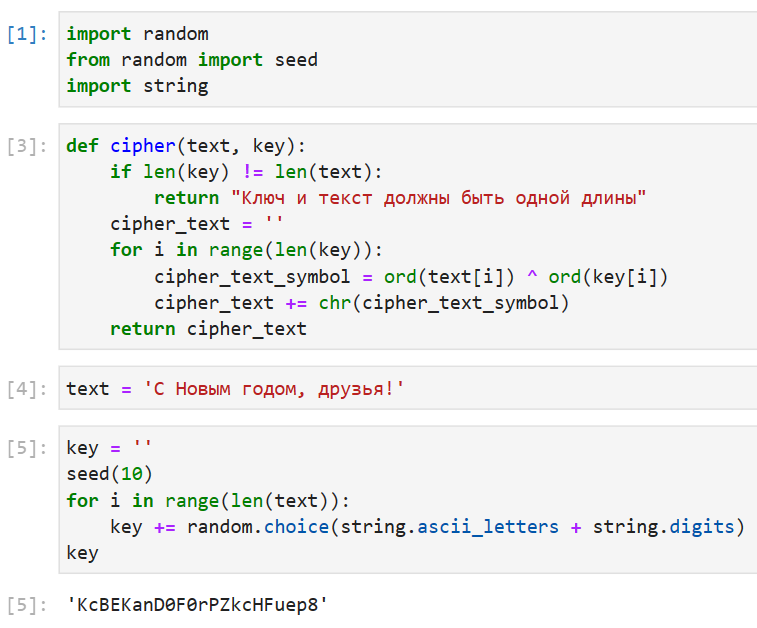 [1]: import random
from random import seed
import string
[3]: def cipher(text, key):
    if len(key) != len(text):
        return "Ключ и текст должны быть одной длины"
    cipher_text = ''
    for i in range(len(key)):
        cipher_text_symbol = ord(text[i]) ^ ord(key[i])
        cipher_text += chr(cipher_text_symbol)
    return cipher_text
[4]: text = 'С Новым годом, друзья!'
[5]: key = ''
seed(10)
for i in range(len(text)):
    key += random.choice(string.ascii_letters + string.digits)
key
[5]: 'KcBEKanD0F0rPZkcHFuep8'